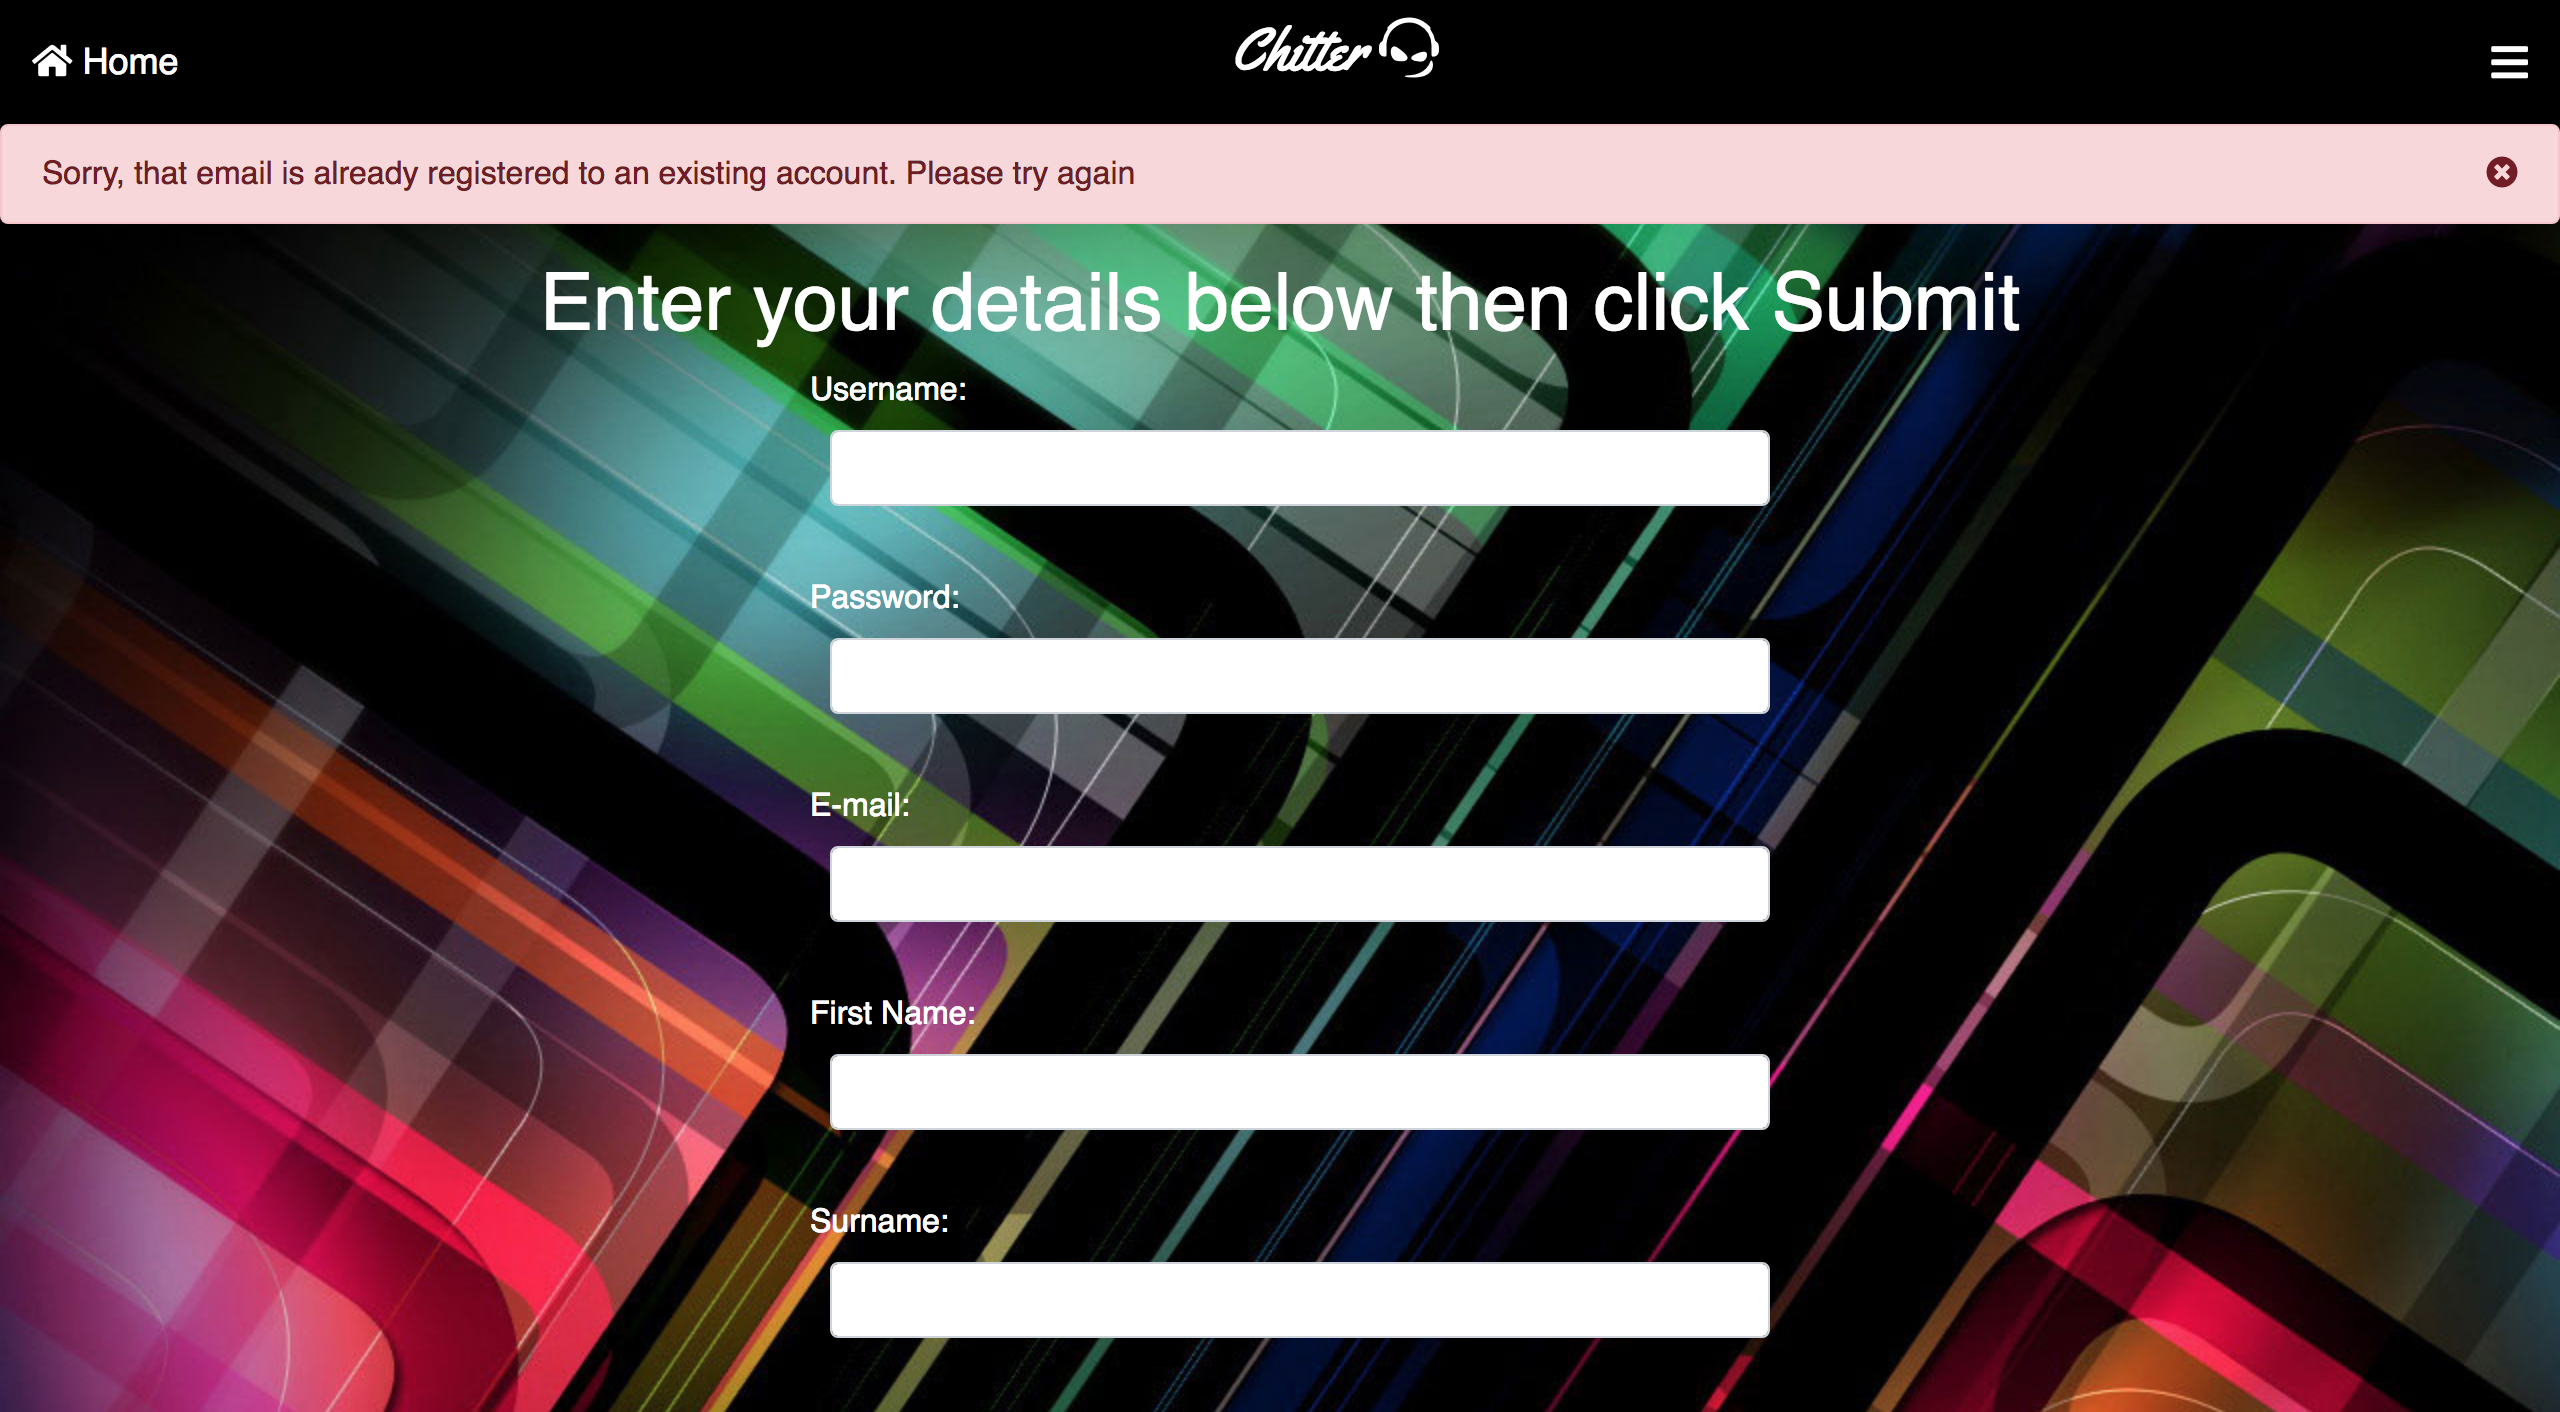 Home
Chitter
Sorry, that email is already registered to an existing account. Please try again
Enter your details below then click Submit
Username:
Password:
E-mail:
First Name:
Surname: